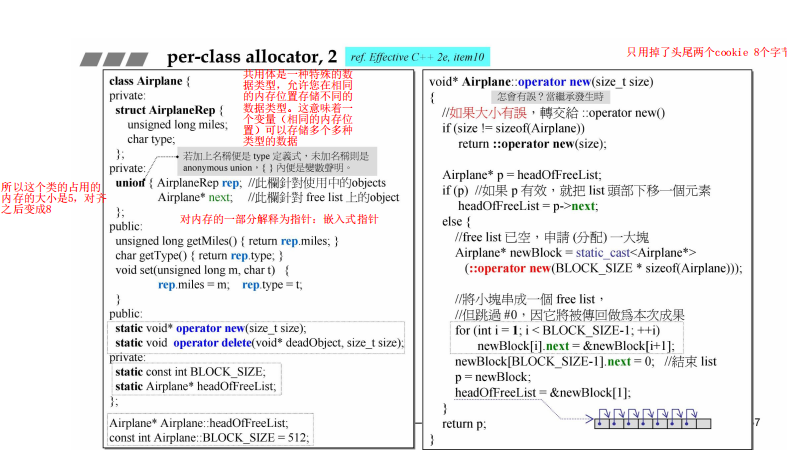 per-class allocator, 2
ref. Effective C++ 2e, item10
只用掉了头尾两个cookie 8个字节
class Airplane {
private:
struct AirplaneRep {
unsigned long miles;
char type;
};
共用体是一种特殊的数
据类型，允许您在相同
的内存位置存储不同的
数据类型。这意味着一
个变量（相同的内存位
置）可以存储多个多种
类型的数据
若加上名稱便是 type 定義式，未加名稱則是
anonymous union，{ } 內便是變數聲明。
private:
union { AirplaneRep rep; //此欄針對使用中的objects
Airplane* next; //此欄針對 free list 上的object
};
所以这个类的占用的
内存的大小是5，对齐
之后变成8
对内存的一部分解释为指针；嵌入式指针
public:
unsigned long getMiles() { return rep.miles; }
char getType() { return rep.type; }
void set(unsigned long m, char t) {
rep.miles = m; rep.type = t;
}
public:
static void* operator new(size_t size);
static void operator delete(void* deadObject, size_t size);
private:
static const int BLOCK_SIZE;
static Airplane* headOfFreeList;
};
Airplane* Airplane::headOfFreeList;
const int Airplane::BLOCK_SIZE = 512;
void* Airplane::operator new(size_t size)
{
怎會有誤？當繼承發生時
//如果大小有誤，轉交給 ::operator new()
if (size != sizeof(Airplane))
return ::operator new(size);
Airplane* p = headOfFreeList;
if (p) //如果 p 有效，就把 list 頭部下移一個元素
headOfFreeList = p->next;
else {
//free list 已空，申請 (分配) 一大塊
Airplane* newBlock = static_cast<Airplane*>
(::operator new(BLOCK_SIZE * sizeof(Airplane)));
//將小塊串成一個 free list，
//但跳過 #0，因它將被傳回做爲本次成果
for (int i = 1; i < BLOCK_SIZE-1; ++i)
newBlock[i].next = &newBlock[i+1];
newBlock[BLOCK_SIZE-1].next = 0; //結束 list
p = newBlock;
headOfFreeList = &newBlock[1];
}
return p;
}
7